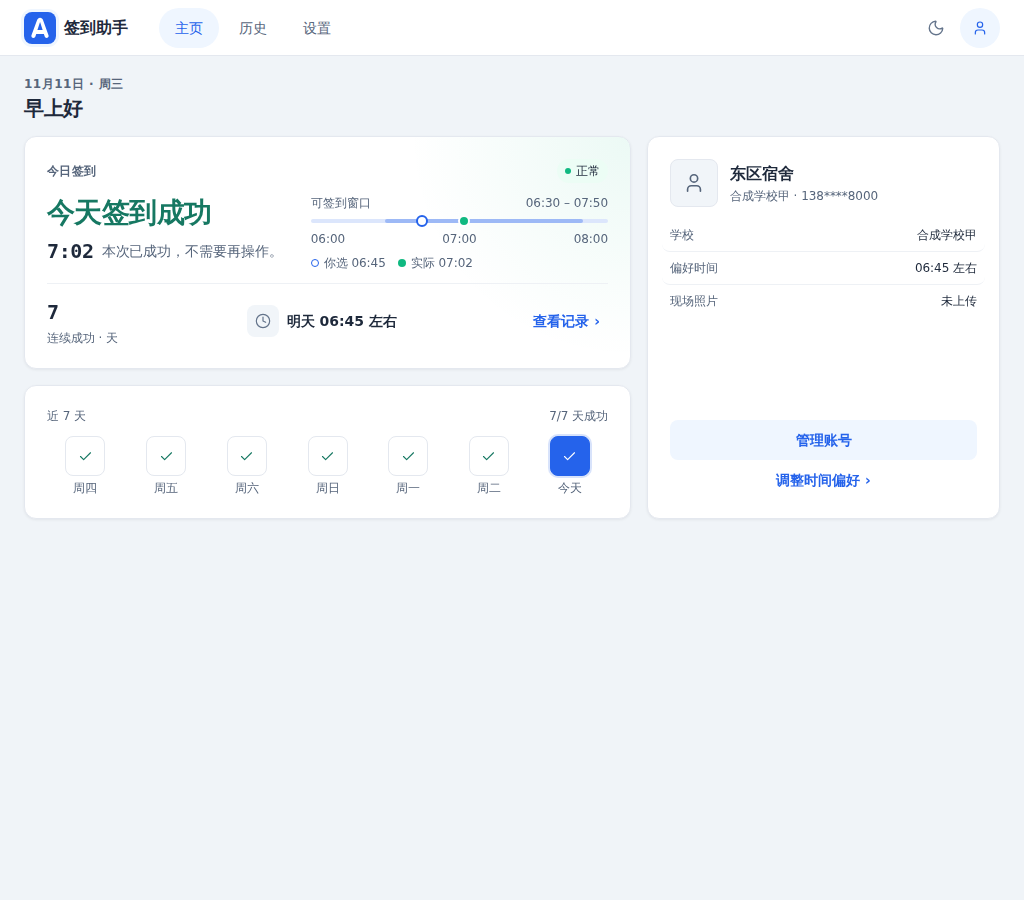 A 签到助手 主页 历史 设置
11月11日 · 周三
早上好
今日签到 正常
今天签到成功
7:02 本次已成功，不需要再操作。
可签到窗口 06:30 – 07:50
06:00 07:00 08:00
你选 06:45 实际 07:02
7
连续成功 · 天
明天 06:45 左右
查看记录 ›
近 7 天 7/7 天成功
周四 周五 周六 周日 周一 周二 今天
东区宿舍
合成学校甲 · 138****8000
学校 合成学校甲
偏好时间 06:45 左右
现场照片 未上传
管理账号
调整时间偏好 ›